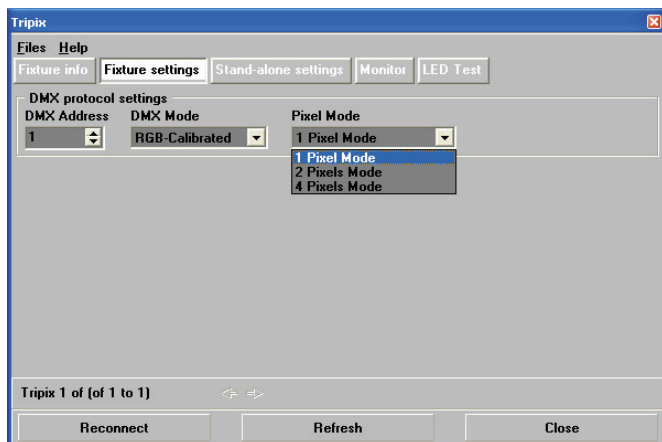 Tripix
Files Help
Fixture info Fixture settings Stand-alone settings Monitor LED Test
DMX protocol settings
DMX Address DMX Mode Pixel Mode
1 RGB-Calibrated 1 Pixel Mode
1 Pixel Mode
2 Pixels Mode
4 Pixels Mode
Tripix 1 of (of 1 to 1)
Reconnect Refresh Close